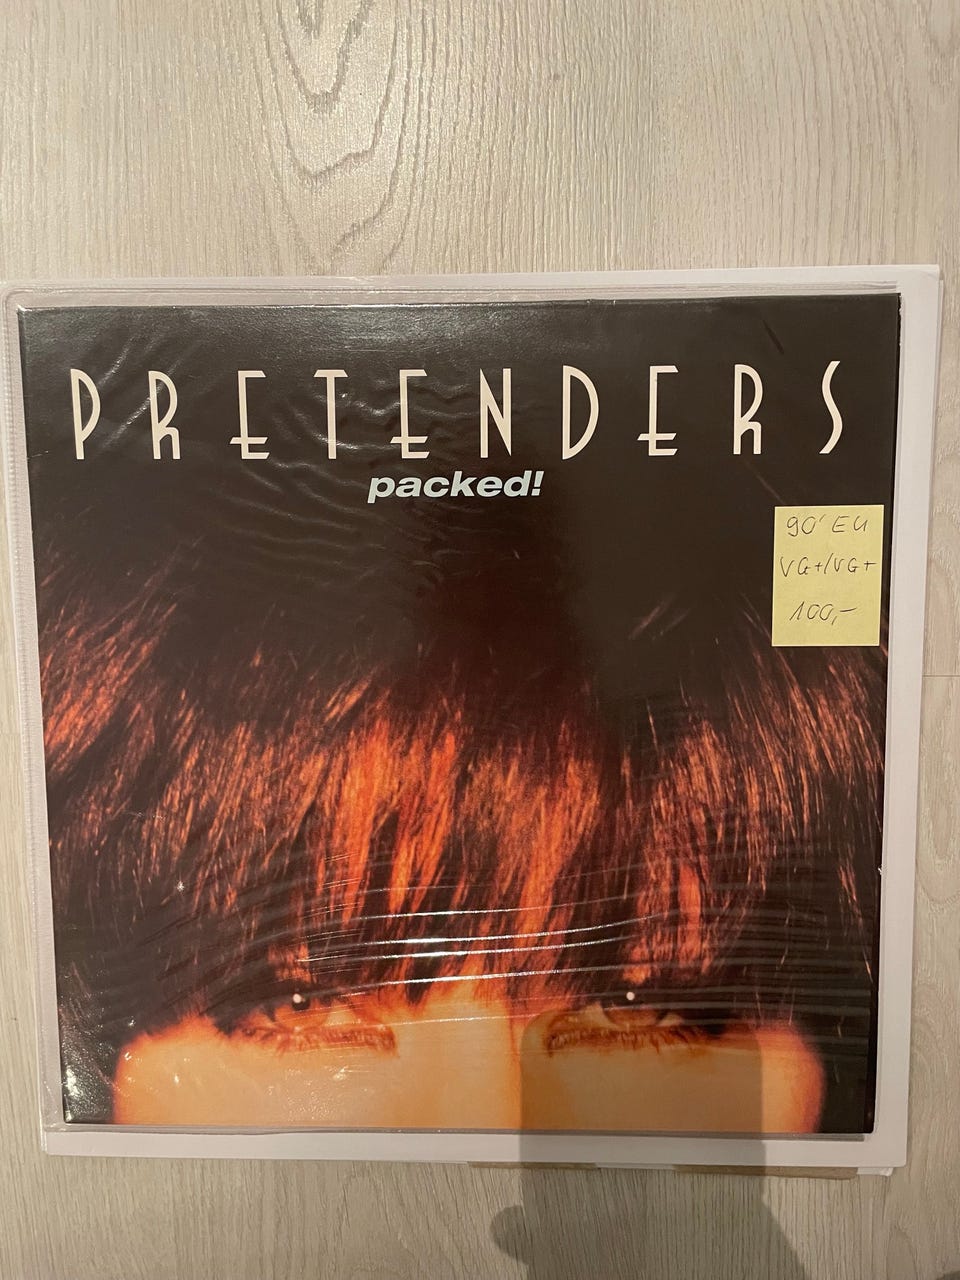 PRETENDERS
packed!
90' EU
VG+/VG+
100,-